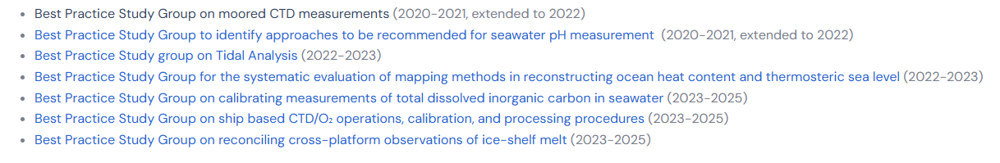 Best Practice Study Group on moored CTD measurements (2020-2021, extended to 2022)
Best Practice Study Group to identify approaches to be recommended for seawater pH measurement (2020-2021, extended to 2022)
Best Practice Study group on Tidal Analysis (2022-2023)
Best Practice Study Group for the systematic evaluation of mapping methods in reconstructing ocean heat content and thermosteric sea level (2022-2023)
Best Practice Study Group on calibrating measurements of total dissolved inorganic carbon in seawater (2023-2025)
Best Practice Study Group on ship based CTD/O₂ operations, calibration, and processing procedures (2023-2025)
Best Practice Study Group on reconciling cross-platform observations of ice-shelf melt (2023-2025)